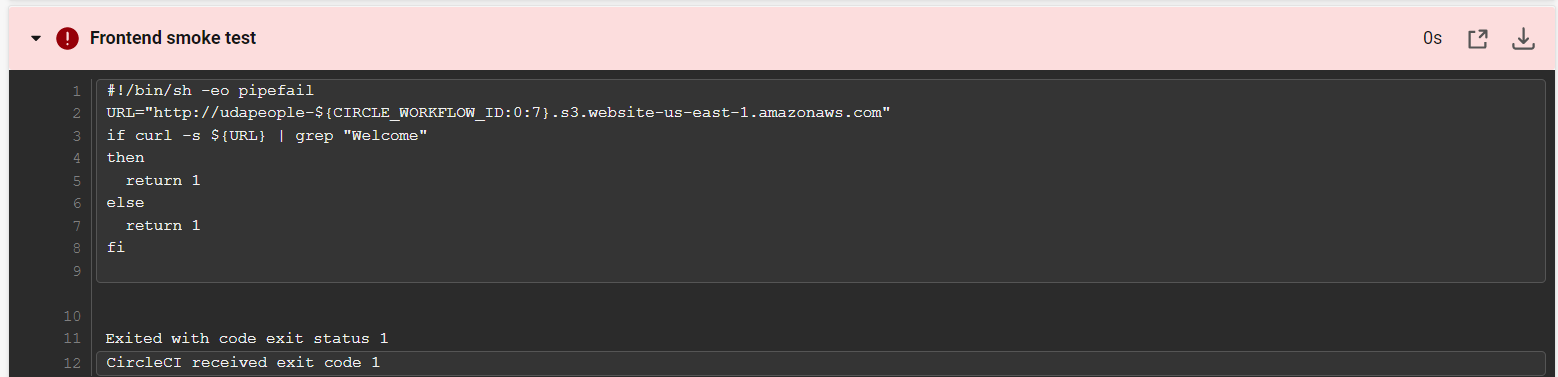 Frontend smoke test 0s
1 #!/bin/sh -eo pipefail
2 URL="http://udapeople-${CIRCLE_WORKFLOW_ID:0:7}.s3.website-us-east-1.amazonaws.com"
3 if curl -s ${URL} | grep "Welcome"
4 then
5   return 1
6 else
7   return 1
8 fi
9
10
11 Exited with code exit status 1
12 CircleCI received exit code 1